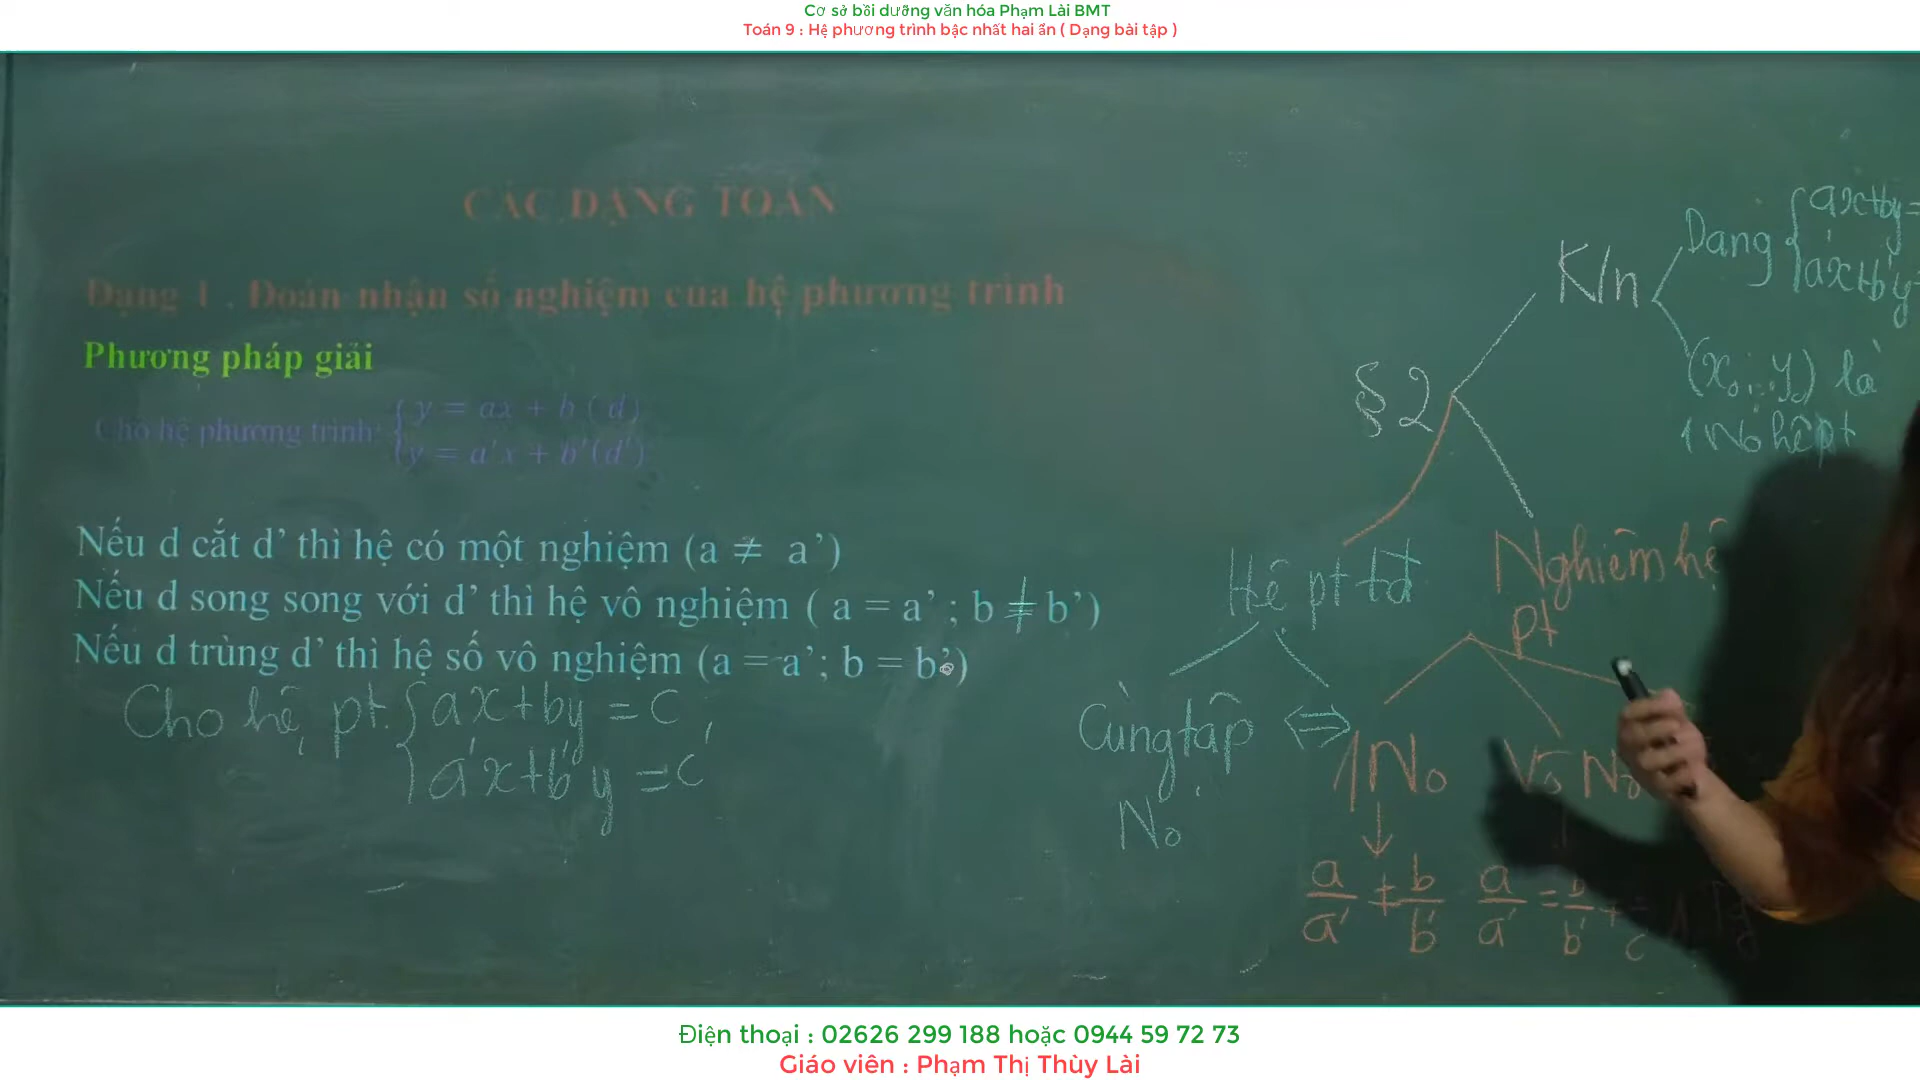 Cơ sở bồi dưỡng văn hóa Phạm Lài BMT
Toán 9 : Hệ phương trình bậc nhất hai ẩn ( Dạng bài tập )
CÁC DẠNG TOÁN
Dạng 1 . Đoán nhận số nghiệm của hệ phương trình
Phương pháp giải
Cho hệ phương trình: { y = ax + b ( d )
y = a'x + b'(d')
Nếu d cắt d' thì hệ có một nghiệm (a ≠ a')
Nếu d song song với d' thì hệ vô nghiệm ( a = a' ; b ≠ b')
Nếu d trùng d' thì hệ số vô nghiệm (a = a' ; b = b')
Cho hệ pt { ax+by = c
a'x+b'y = c'
§2
K/n
Dạng { ax+by =
a'x+b'y =
(x₀; y₀) là
1 No hệ pt
Hệ pt tđ
Cùng tập
No
⇔
Nghiệm hệ
pt
1No
Vô No
a/a' ≠ b/b'
a/a' = b/b' ≠